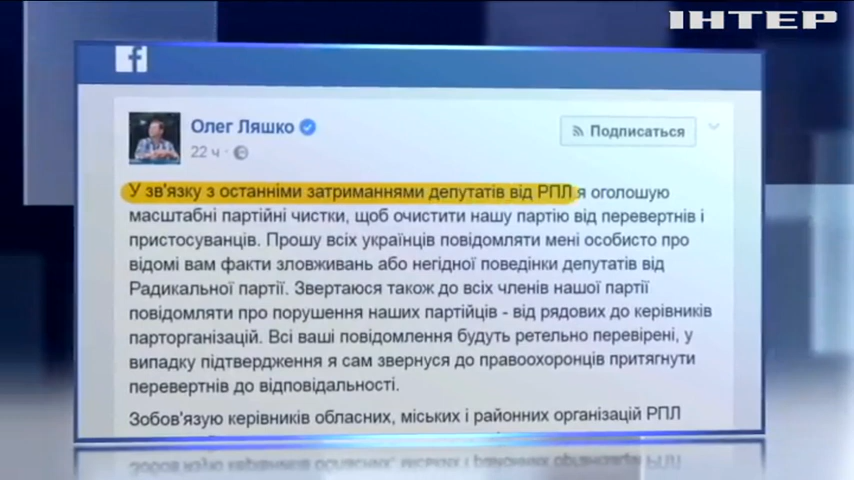 ІНТЕР
f
Олег Ляшко
Подписаться
22 ч
У зв'язку з останніми затриманнями депутатів від РПЛ я оголошую
масштабні партійні чистки, щоб очистити нашу партію від перевертнів і
пристосуванців. Прошу всіх українців повідомляти мені особисто про
відомі вам факти зловживань або негідної поведінки депутатів від
Радикальної партії. Звертаюся також до всіх членів нашої партії
повідомляти про порушення наших партійців - від рядових до керівників
парторганізацій. Всі ваші повідомлення будуть ретельно перевірені, у
випадку підтвердження я сам звернуся до правоохоронців притягнути
перевертнів до відповідальності.
Зобов'язую керівників обласних, міських і районних організацій РПЛ